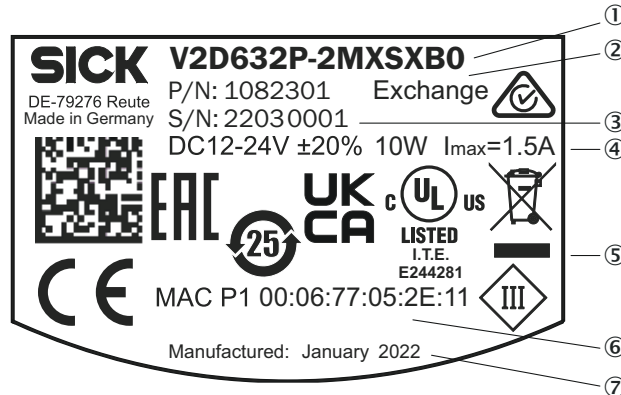 ①
SICK V2D632P-2MXSXB0
②
DE-79276 Reute
Made in Germany
P/N: 1082301 Exchange
S/N: 22030001
③
DC12-24V ±20% 10W Imax=1.5A
④
EAC
25
UK
CA
C UL US
LISTED
I.T.E.
E244281
⑤
CE
MAC P1 00:06:77:05:2E:11
III
⑥
Manufactured: January 2022
⑦